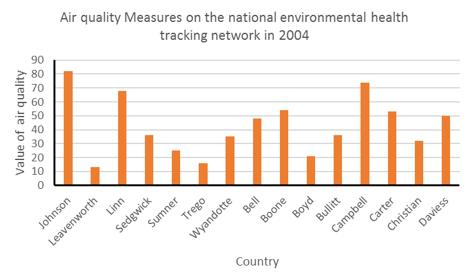 Air quality Measures on the national environmental health
tracking network in 2004
Value of air quality
90
80
70
60
50
40
30
20
10
0
Johnson
Leavenworth
Linn
Sedgwick
Sumner
Trego
Wyandotte
Bell
Boone
Boyd
Bullitt
Campbell
Carter
Christian
Daviess
Country